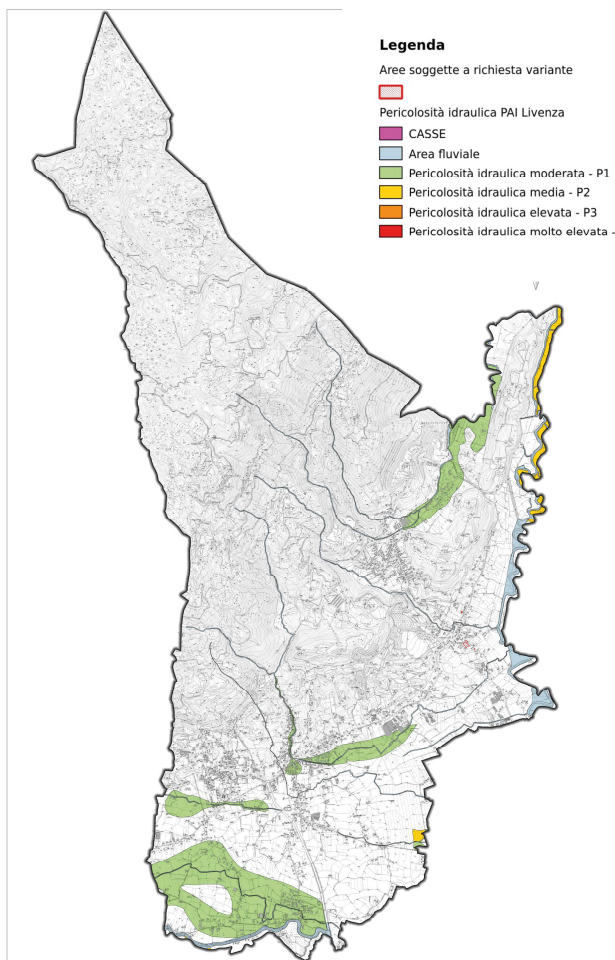 Legenda
Aree soggette a richiesta variante
Pericolosità idraulica PAI Livenza
CASSE
Area fluviale
Pericolosità idraulica moderata - P1
Pericolosità idraulica media - P2
Pericolosità idraulica elevata - P3
Pericolosità idraulica molto elevata -